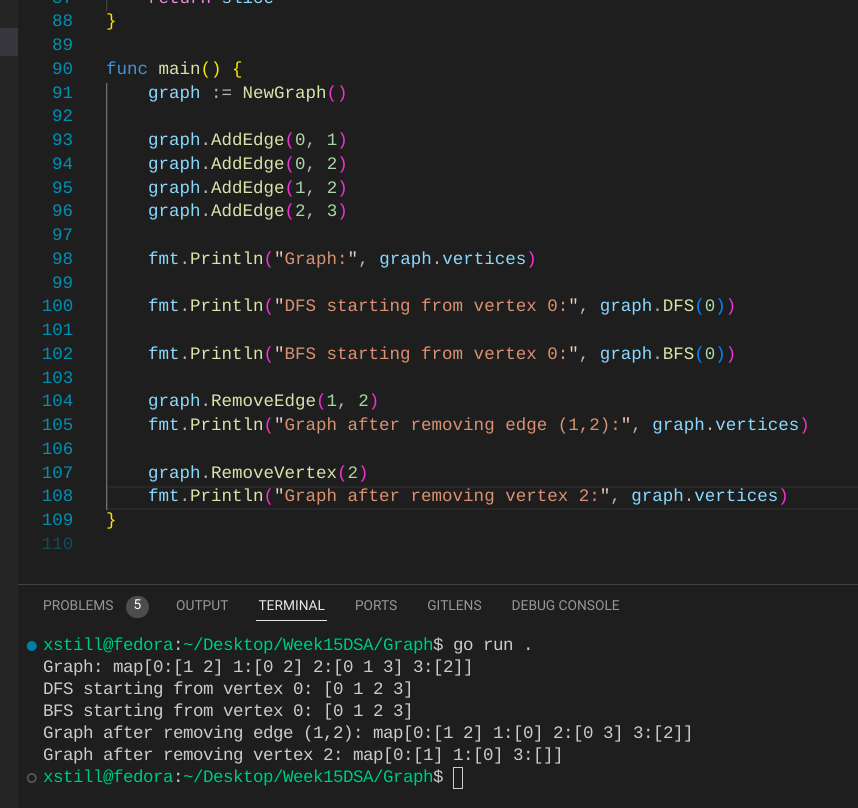 87 return slice
88 }
89
90 func main() {
91 graph := NewGraph()
92
93 graph.AddEdge(0, 1)
94 graph.AddEdge(0, 2)
95 graph.AddEdge(1, 2)
96 graph.AddEdge(2, 3)
97
98 fmt.Println("Graph:", graph.vertices)
99
100 fmt.Println("DFS starting from vertex 0:", graph.DFS(0))
101
102 fmt.Println("BFS starting from vertex 0:", graph.BFS(0))
103
104 graph.RemoveEdge(1, 2)
105 fmt.Println("Graph after removing edge (1,2):", graph.vertices)
106
107 graph.RemoveVertex(2)
108 fmt.Println("Graph after removing vertex 2:", graph.vertices)
109 }
110
PROBLEMS 5 OUTPUT TERMINAL PORTS GITLENS DEBUG CONSOLE
xstill@fedora:~/Desktop/Week15DSA/Graph$ go run .
Graph: map[0:[1 2] 1:[0 2] 2:[0 1 3] 3:[2]]
DFS starting from vertex 0: [0 1 2 3]
BFS starting from vertex 0: [0 1 2 3]
Graph after removing edge (1,2): map[0:[1 2] 1:[0] 2:[0 3] 3:[2]]
Graph after removing vertex 2: map[0:[1] 1:[0] 3:[]]
xstill@fedora:~/Desktop/Week15DSA/Graph$